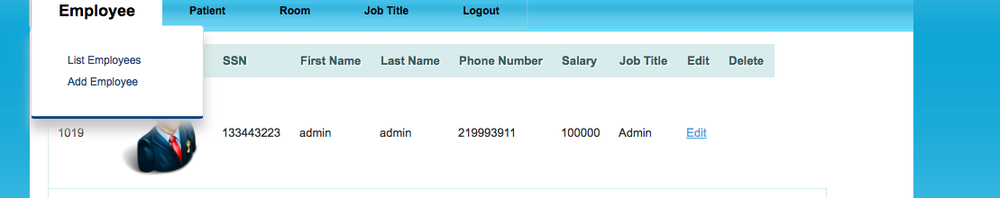 Employee Patient Room Job Title Logout
List Employees
Add Employee
SSN First Name Last Name Phone Number Salary Job Title Edit Delete
1019 133443223 admin admin 219993911 100000 Admin Edit